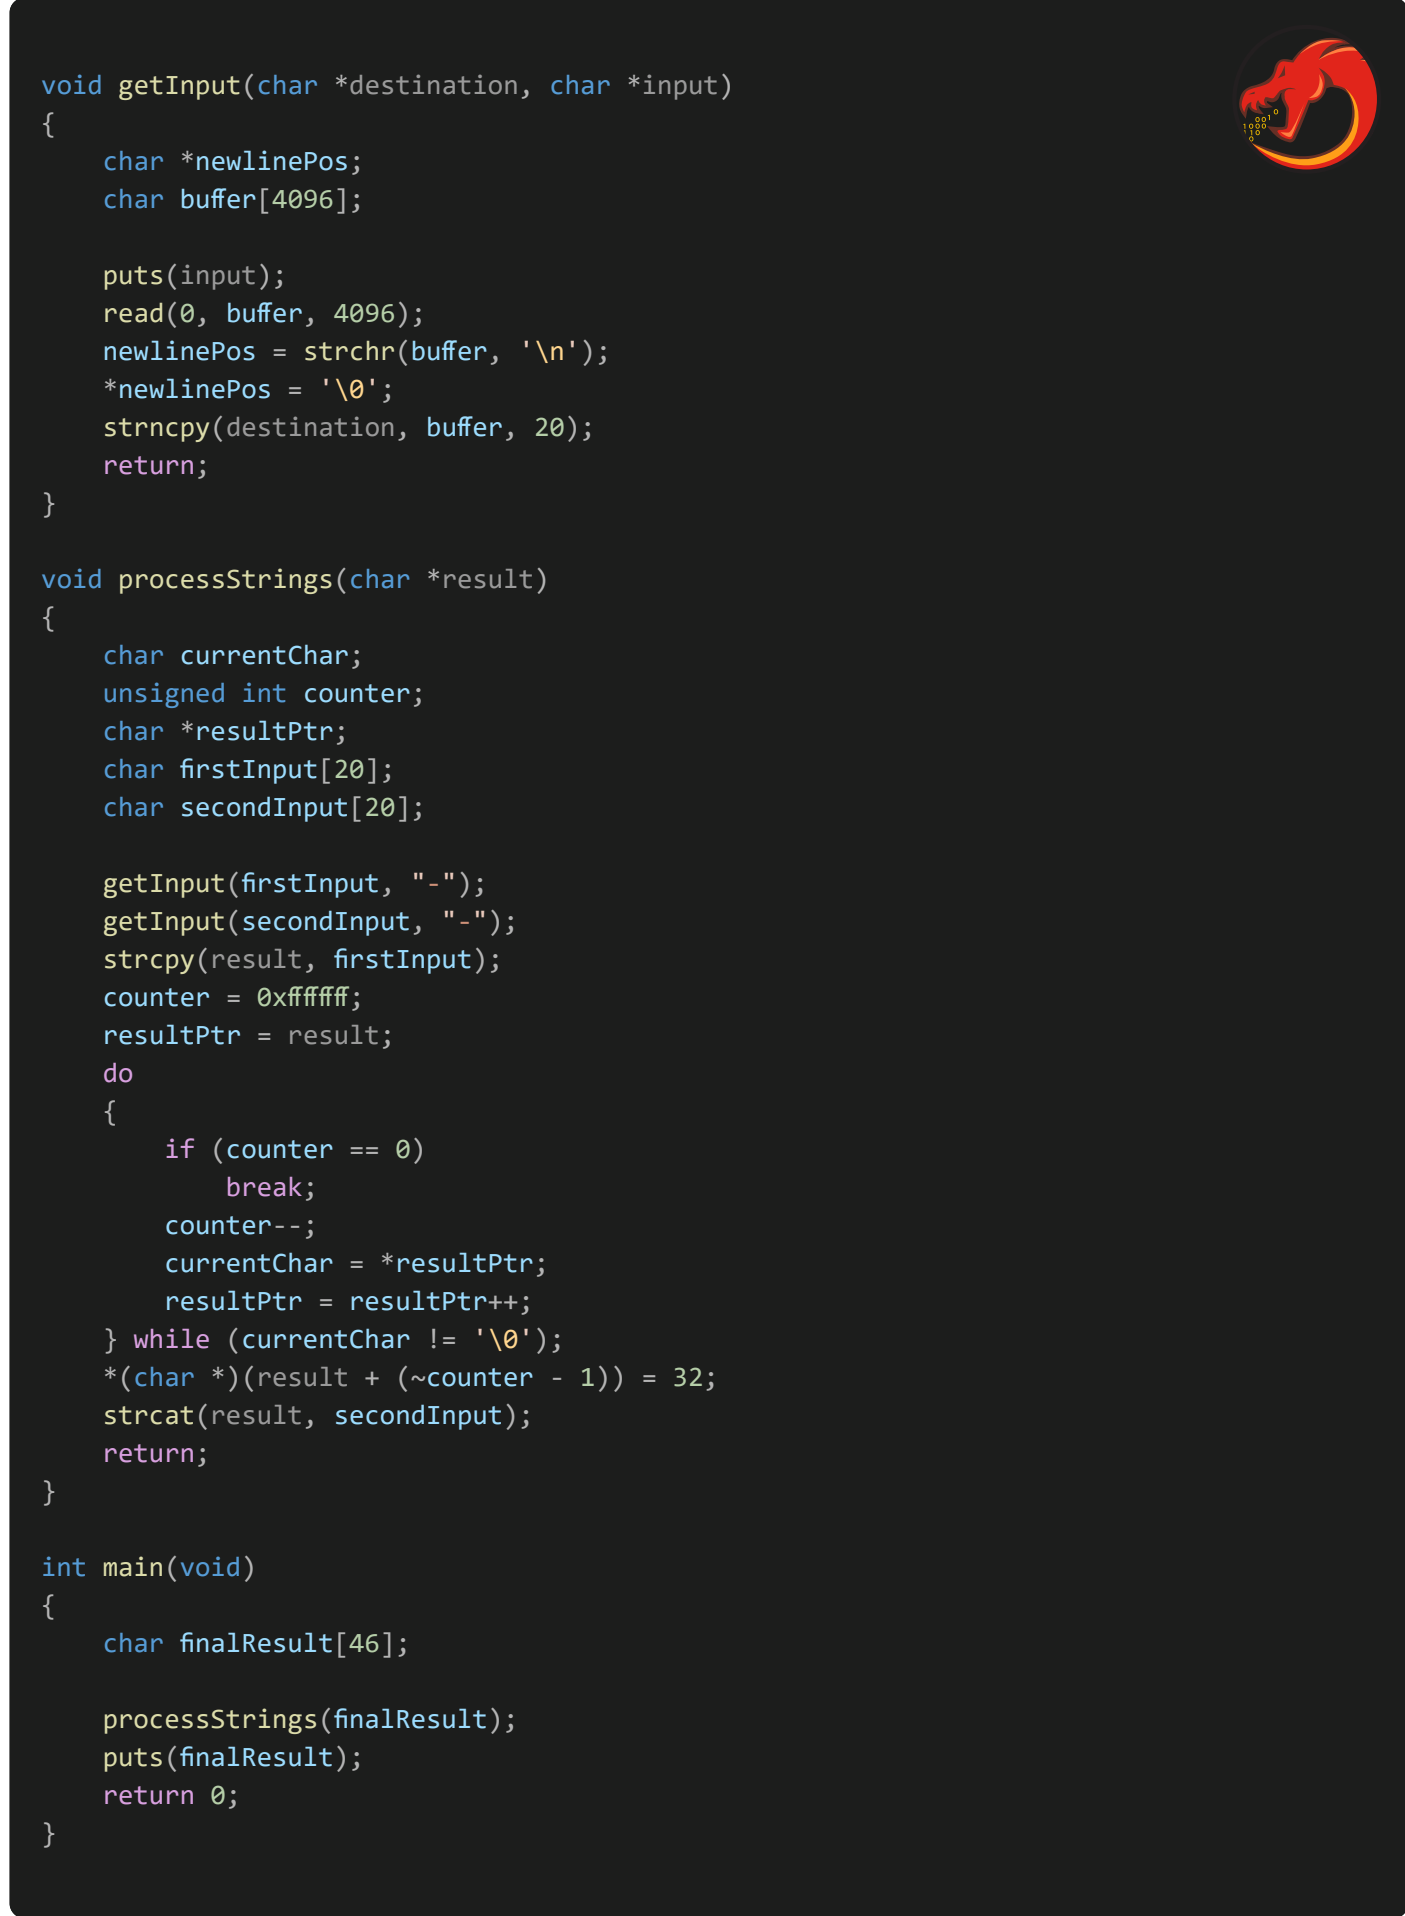 void getInput(char *destination, char *input)
{
    char *newlinePos;
    char buffer[4096];

    puts(input);
    read(0, buffer, 4096);
    newlinePos = strchr(buffer, '\n');
    *newlinePos = '\0';
    strncpy(destination, buffer, 20);
    return;
}

void processStrings(char *result)
{
    char currentChar;
    unsigned int counter;
    char *resultPtr;
    char firstInput[20];
    char secondInput[20];

    getInput(firstInput, "-");
    getInput(secondInput, "-");
    strcpy(result, firstInput);
    counter = 0xffffff;
    resultPtr = result;
    do
    {
        if (counter == 0)
            break;
        counter--;
        currentChar = *resultPtr;
        resultPtr = resultPtr++;
    } while (currentChar != '\0');
    *(char *)(result + (~counter - 1)) = 32;
    strcat(result, secondInput);
    return;
}

int main(void)
{
    char finalResult[46];

    processStrings(finalResult);
    puts(finalResult);
    return 0;
}